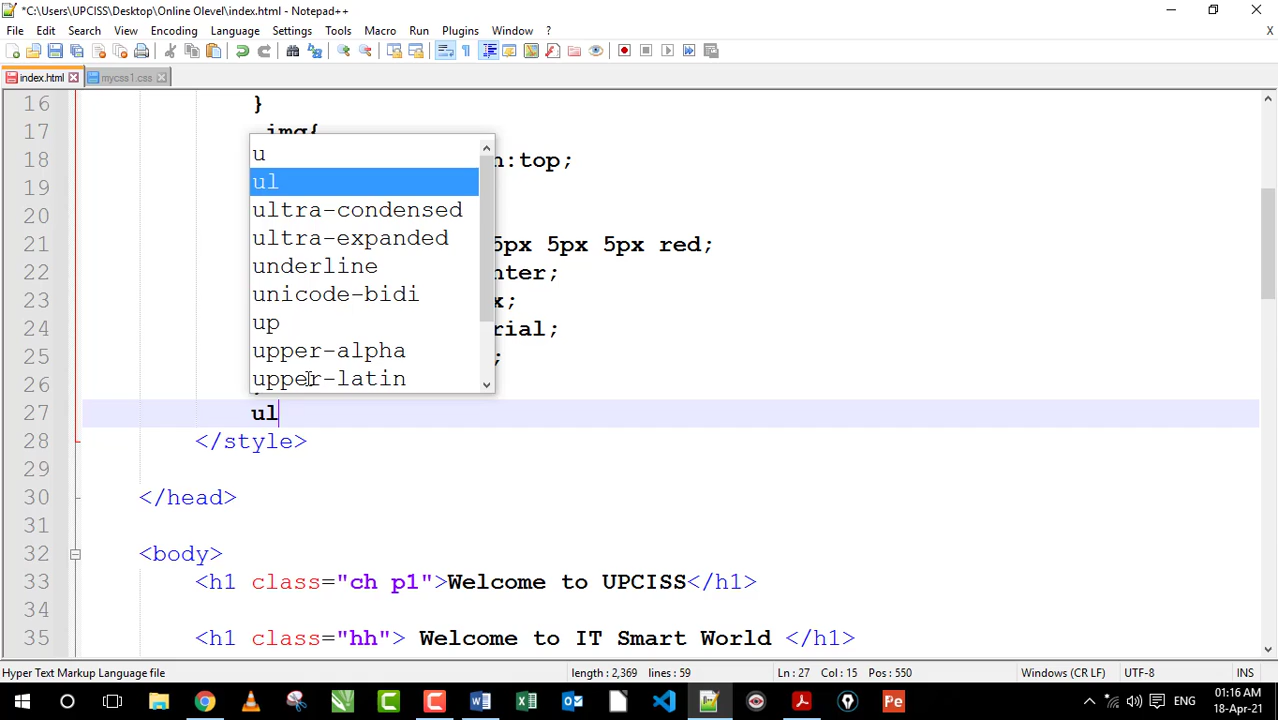 *C:\Users\UPCISS\Desktop\Online Olevel\index.html - Notepad++
File Edit Search View Encoding Language Settings Tools Macro Run Plugins Window ?
X
index.html mycss1.css
16 }
17 img{
18 n:top;
19
20
21 5px 5px 5px red;
22 nter;
23 x;
24 rial;
25 ;
26
27 ul
28 </style>
29
30 </head>
31
32 <body>
33 <h1 class="ch p1">Welcome to UPCISS</h1>
34
35 <h1 class="hh"> Welcome to IT Smart World </h1>
u
ul
ultra-condensed
ultra-expanded
underline
unicode-bidi
up
upper-alpha
upper-latin
Hyper Text Markup Language file length : 2,369 lines : 59 Ln : 27 Col : 15 Pos : 550 Windows (CR LF) UTF-8 INS
ENG 01:16 AM
18-Apr-21